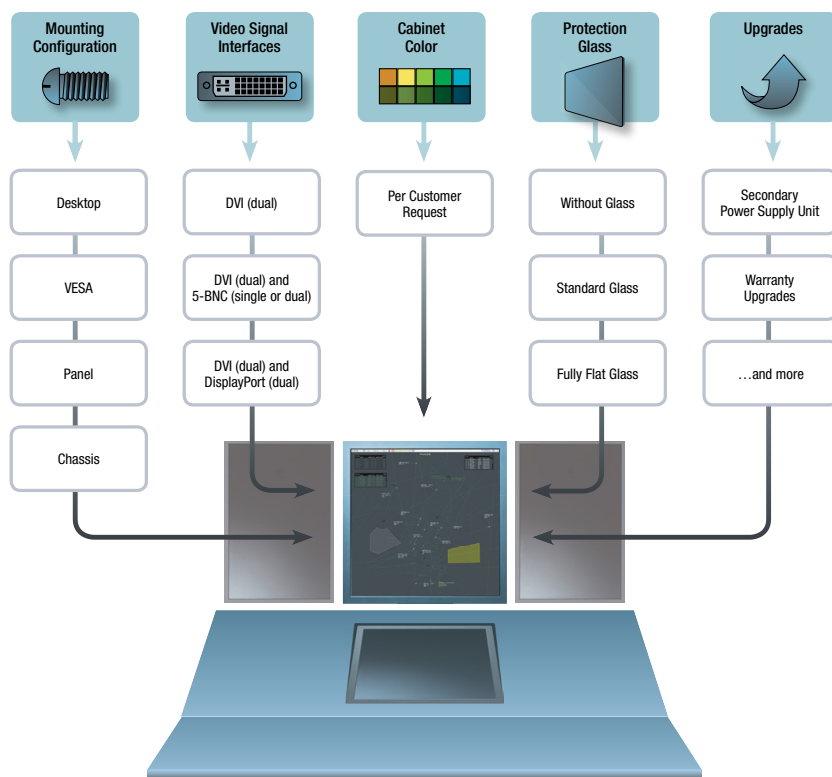 Mounting
Configuration
Video Signal
Interfaces
Cabinet
Color
Protection
Glass
Upgrades
Desktop
VESA
Panel
Chassis
DVI (dual)
DVI (dual) and
5-BNC (single or dual)
DVI (dual) and
DisplayPort (dual)
Per Customer
Request
Without Glass
Standard Glass
Fully Flat Glass
Secondary
Power Supply Unit
Warranty
Upgrades
…and more